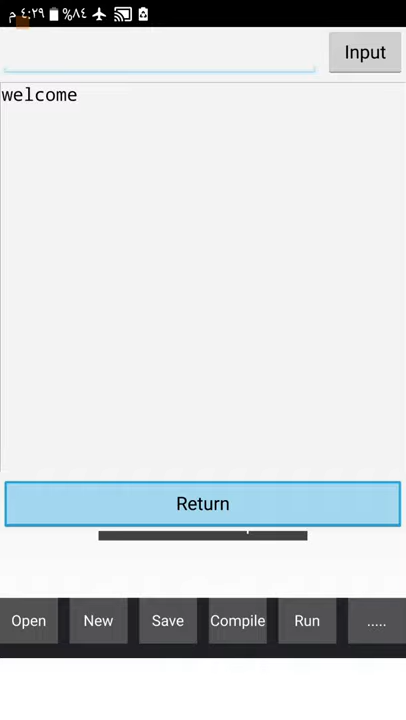 م ٤:٢٩ %٨٤
Input
welcome
Return
Open New Save Compile Run .....